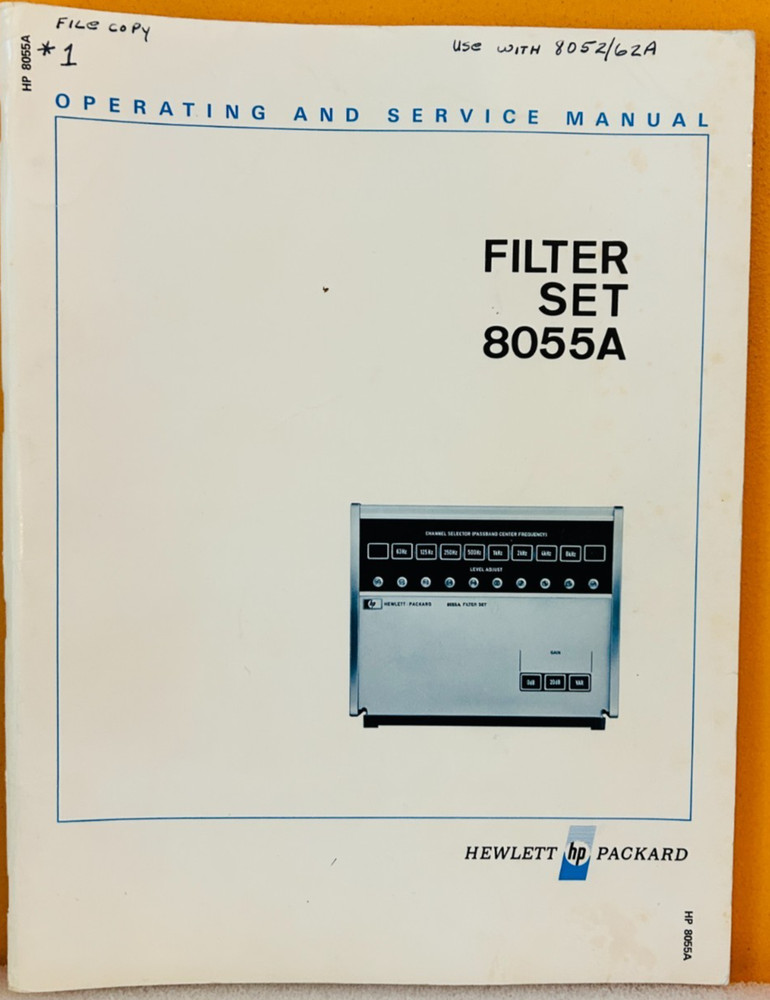 FILE COPY
* 1
HP 8055A
USE WITH 8052/62A
OPERATING AND SERVICE MANUAL
FILTER
SET
8055A
CHANNEL SELECTOR (PASSBAND CENTER FREQUENCY)
63Hz 125Hz 250Hz 500Hz 1kHz 2kHz 4kHz 8kHz
LEVEL ADJUST
hp HEWLETT · PACKARD 8055A FILTER SET
GAIN
0dB 20dB VAR
HEWLETT hp PACKARD
HP 8055A